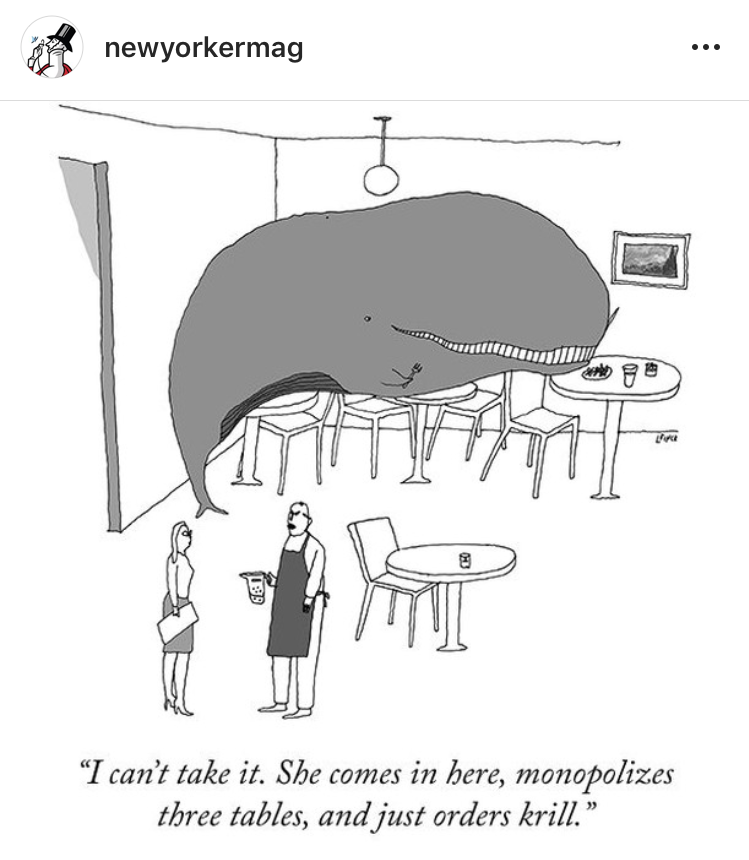 newyorkermag
“I can’t take it. She comes in here, monopolizes
three tables, and just orders krill.”